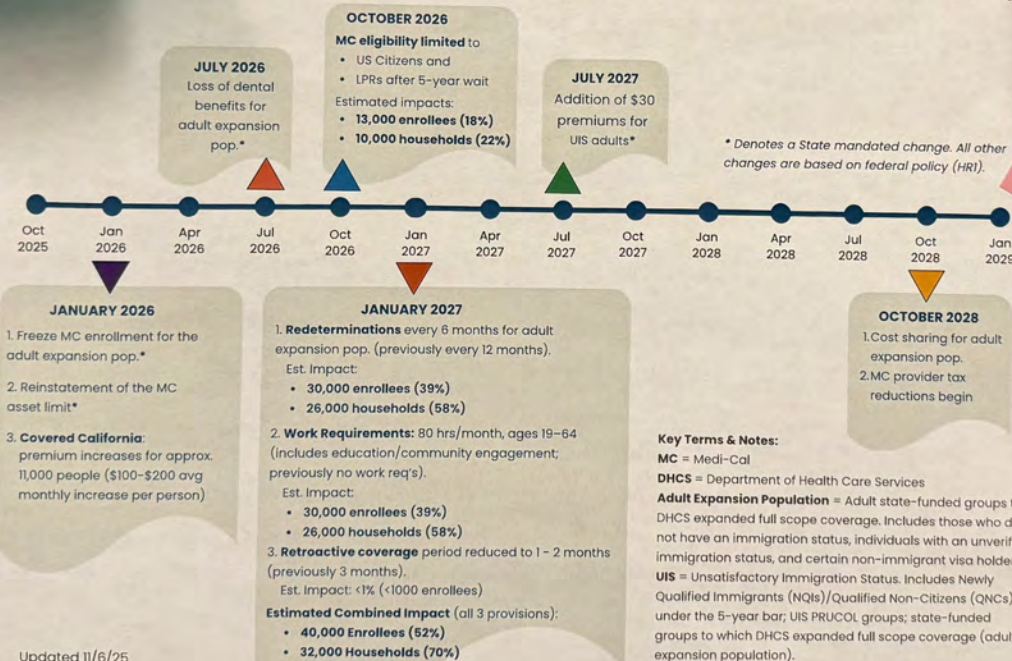 JULY 2026
Loss of dental
benefits for
adult expansion
pop.*
OCTOBER 2026
MC eligibility limited to
• US Citizens and
• LPRs after 5-year wait
Estimated impacts:
• 13,000 enrollees (18%)
• 10,000 households (22%)
JULY 2027
Addition of $30
premiums for
UIS adults*
* Denotes a State mandated change. All other
changes are based on federal policy (HR1).
Oct
2025
Jan
2026
Apr
2026
Jul
2026
Oct
2026
Jan
2027
Apr
2027
Jul
2027
Oct
2027
Jan
2028
Apr
2028
Jul
2028
Oct
2028
Jan
2029
JANUARY 2026
1. Freeze MC enrollment for the
adult expansion pop.*
2. Reinstatement of the MC
asset limit*
3. Covered California:
premium increases for approx.
11,000 people ($100-$200 avg
monthly increase per person)
JANUARY 2027
1. Redeterminations every 6 months for adult
expansion pop. (previously every 12 months).
Est. Impact:
• 30,000 enrollees (39%)
• 26,000 households (58%)
2. Work Requirements: 80 hrs/month, ages 19-64
(includes education/community engagement;
previously no work req's).
Est. Impact:
• 30,000 enrollees (39%)
• 26,000 households (58%)
3. Retroactive coverage period reduced to 1 - 2 months
(previously 3 months).
Est. Impact: <1% (<1000 enrollees)
Estimated Combined Impact (all 3 provisions):
• 40,000 Enrollees (52%)
• 32,000 Households (70%)
OCTOBER 2028
1.Cost sharing for adult
expansion pop.
2.MC provider tax
reductions begin
Key Terms & Notes:
MC = Medi-Cal
DHCS = Department of Health Care Services
Adult Expansion Population = Adult state-funded groups
DHCS expanded full scope coverage. Includes those who
not have an immigration status, individuals with an
immigration status, and certain non-immigrant visa
UIS = Unsatisfactory Immigration Status. Includes Newly
Qualified Immigrants (NQIs)/Qualified Non-Citizens (QNCs)
under the 5-year bar; UIS PRUCOL groups; state-funded
groups to which DHCS expanded full scope coverage (adult
expansion population).
Updated 11/6/25